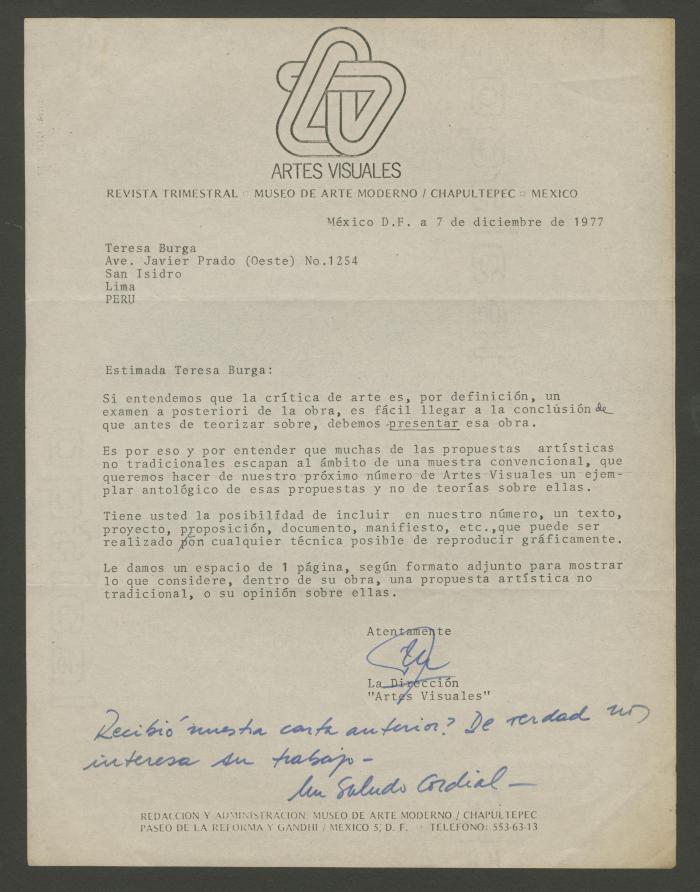 ARTES VISUALES
REVISTA TRIMESTRAL □ MUSEO DE ARTE MODERNO / CHAPULTEPEC □ MEXICO
México D.F. a 7 de diciembre de 1977
Teresa Burga
Ave. Javier Prado (Oeste) No.1254
San Isidro
Lima
PERU
Estimada Teresa Burga:
Si entendemos que la crítica de arte es, por definición, un
examen a posteriori de la obra, es fácil llegar a la conclusión de
que antes de teorizar sobre, debemos presentar esa obra.
Es por eso y por entender que muchas de las propuestas artísticas
no tradicionales escapan al ámbito de una muestra convencional, que
queremos hacer de nuestro próximo número de Artes Visuales un ejem-
plar antológico de esas propuestas y no de teorías sobre ellas.
Tiene usted la posibilidad de incluir en nuestro número, un texto,
proyecto, proposición, documento, manifiesto, etc.,que puede ser
realizado por cualquier técnica posible de reproducir gráficamente.
Le damos un espacio de 1 página, según formato adjunto para mostrar
lo que considere, dentro de su obra, una propuesta artística no
tradicional, o su opinión sobre ellas.
Atentamente
La Dirección
"Artes Visuales"
Recibió nuestra carta anterior? De verdad nos
interesa su trabajo-
Un Saludo Cordial-
REDACCION Y ADMINISTRACION: MUSEO DE ARTE MODERNO / CHAPULTEPEC
PASEO DE LA REFORMA Y GANDHI / MEXICO 5, D. F. □ TELEFONO: 553-63-13